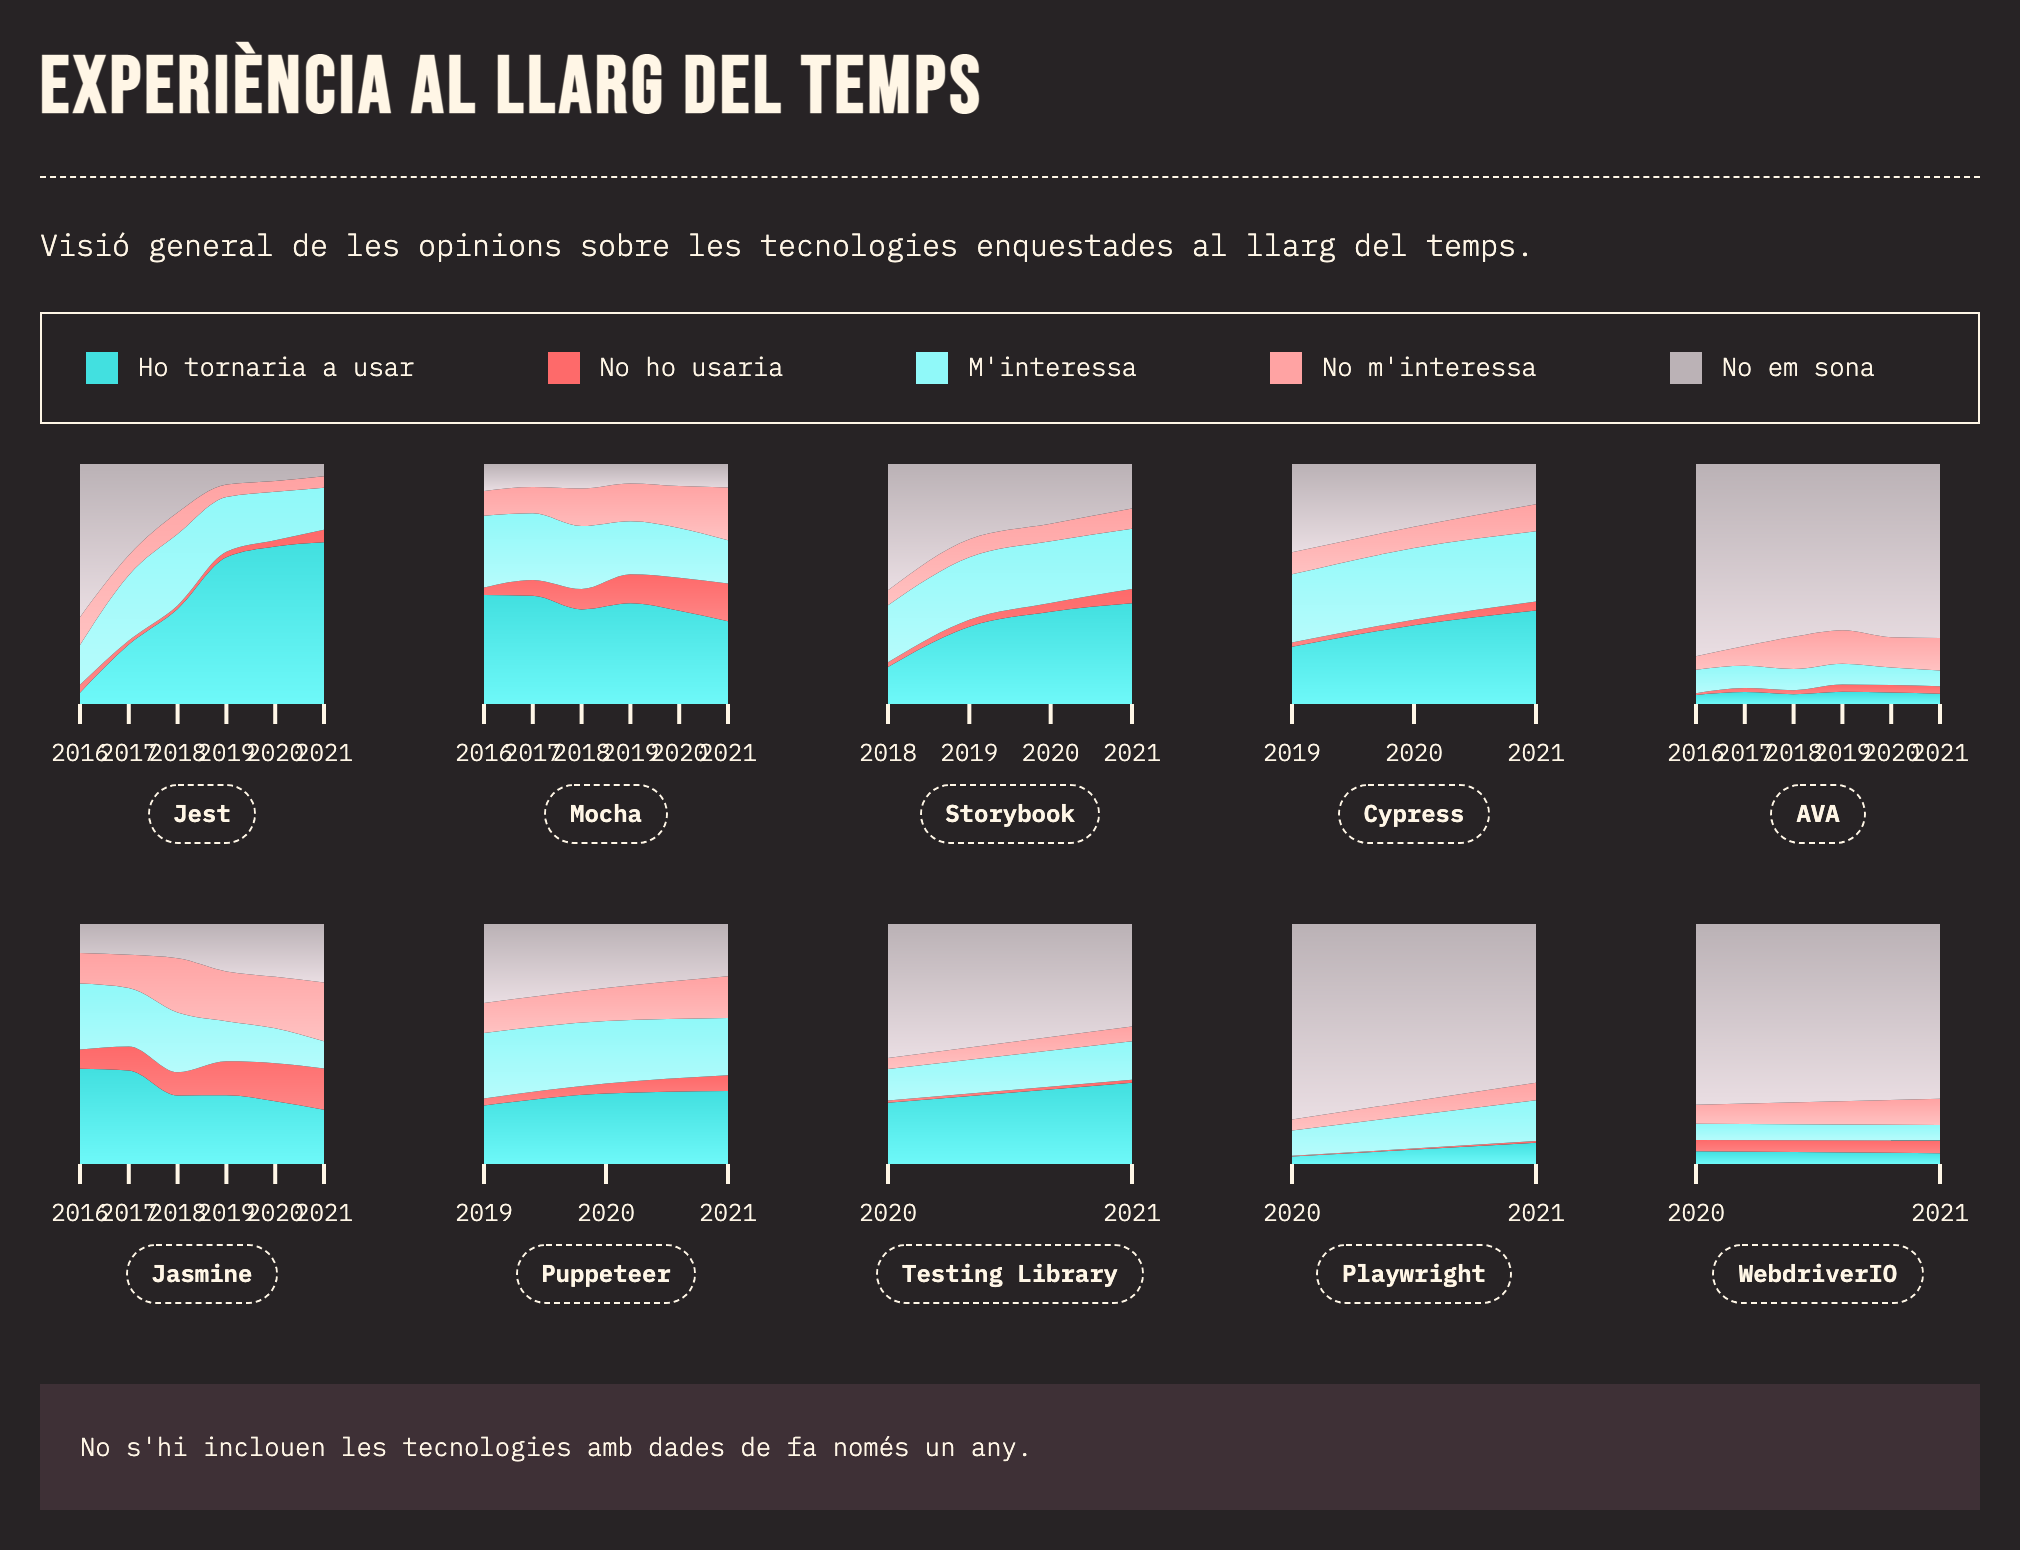 EXPERIÈNCIA AL LLARG DEL TEMPS
Visió general de les opinions sobre les tecnologies enquestades al llarg del temps.
Ho tornaria a usar No ho usaria M'interessa No m'interessa No em sona
2016 2017 2018 2019 2020 2021 2016 2017 2018 2019 2020 2021 2018 2019 2020 2021 2019 2020 2021 2016 2017 2018 2019 2020 2021
Jest Mocha Storybook Cypress AVA
2016 2017 2018 2019 2020 2021 2019 2020 2021 2020 2021 2020 2021 2020 2021
Jasmine Puppeteer Testing Library Playwright WebdriverIO
No s'hi inclouen les tecnologies amb dades de fa només un any.